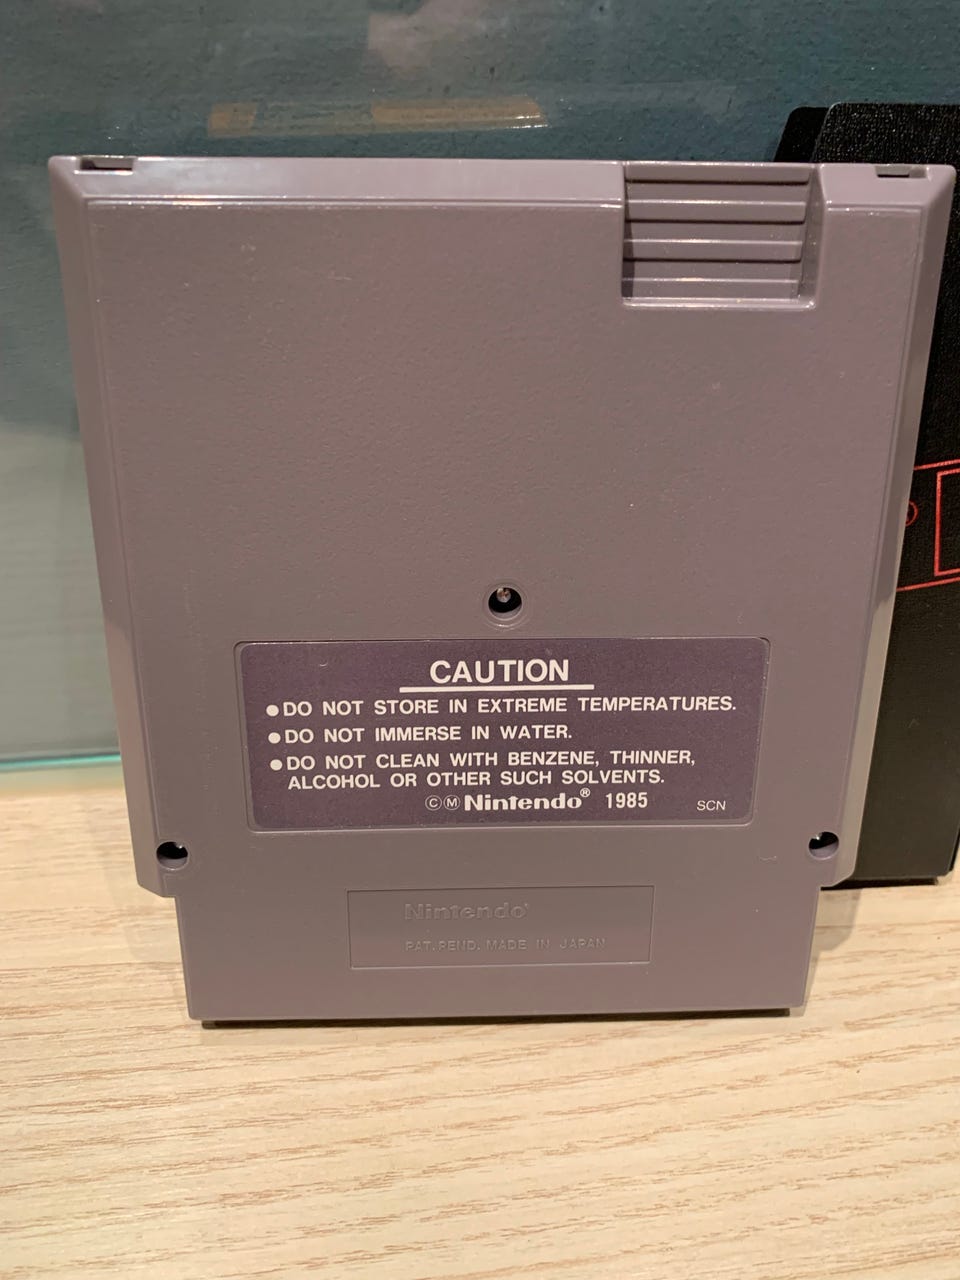 CAUTION
●DO NOT STORE IN EXTREME TEMPERATURES.
●DO NOT IMMERSE IN WATER.
●DO NOT CLEAN WITH BENZENE, THINNER,
ALCOHOL OR OTHER SUCH SOLVENTS.
ⒸⓂNintendo® 1985 SCN
Nintendo®
PAT.PEND. MADE IN JAPAN